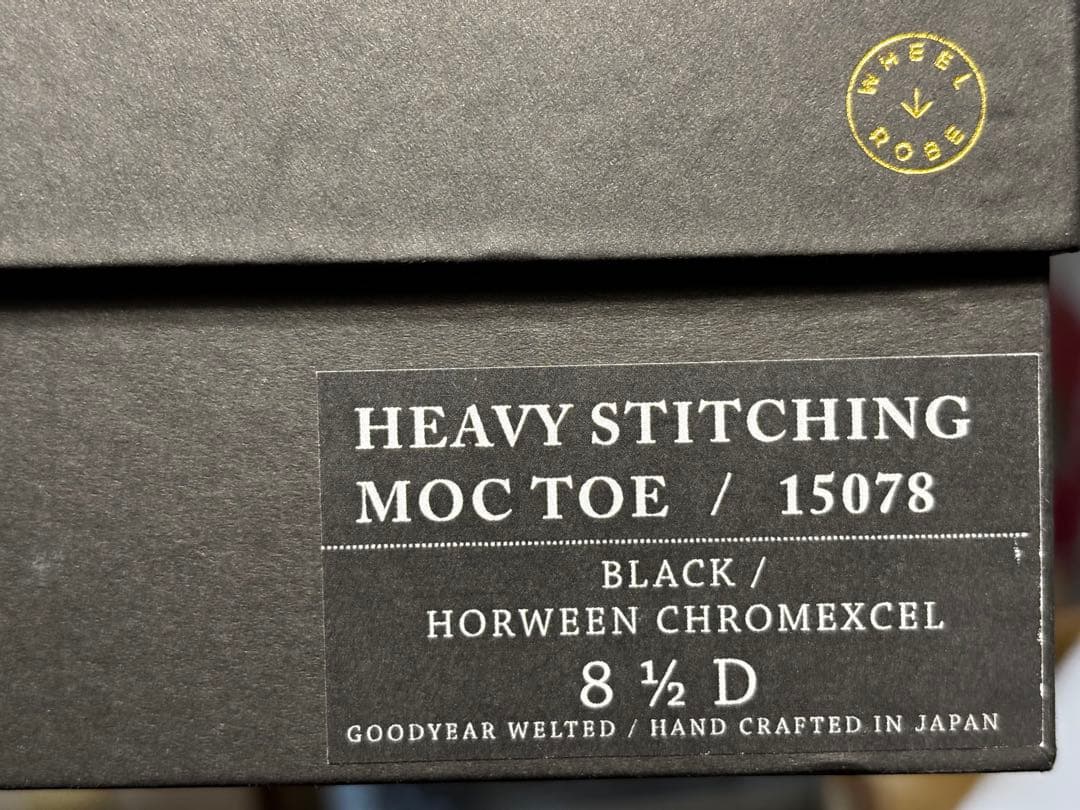 WHEEL
ROBE
HEAVY STITCHING
MOC TOE / 15078
BLACK /
HORWEEN CHROMEXCEL
8 ½ D
GOODYEAR WELTED / HAND CRAFTED IN JAPAN